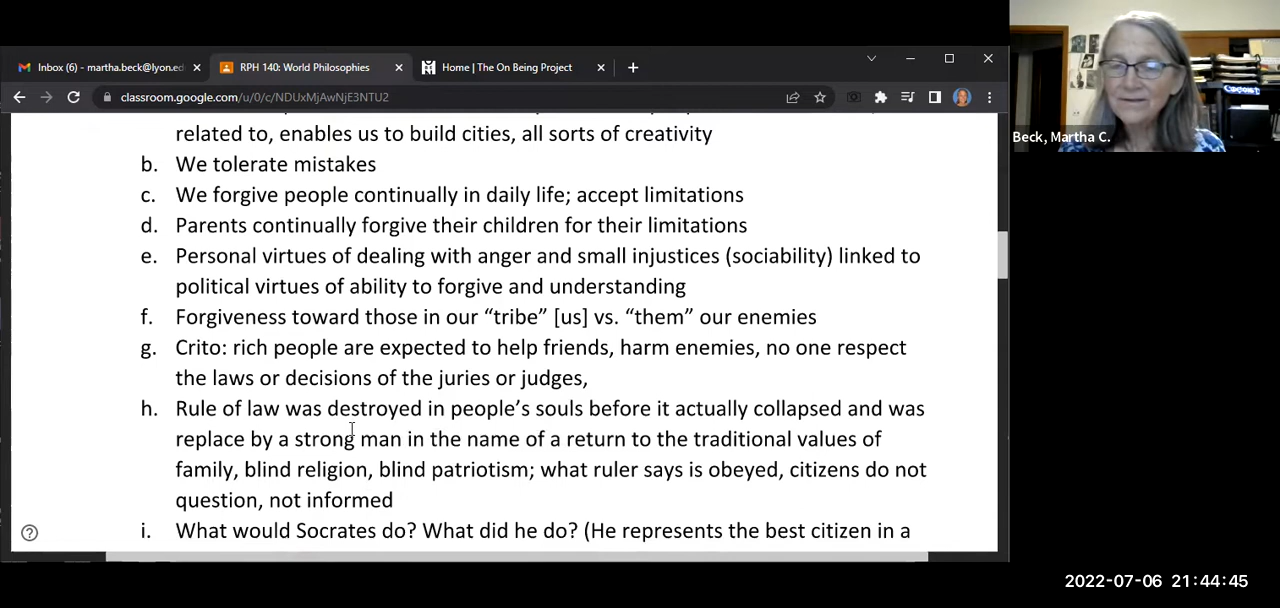 Inbox (6) - martha.beck@lyon.ed
RPH 140: World Philosophies
Home | The On Being Project
classroom.google.com/u/0/c/NDUxMjAwNjE3NTU2
Beck, Martha C.
related to, enables us to build cities, all sorts of creativity
b. We tolerate mistakes
c. We forgive people continually in daily life; accept limitations
d. Parents continually forgive their children for their limitations
e. Personal virtues of dealing with anger and small injustices (sociability) linked to
political virtues of ability to forgive and understanding
f. Forgiveness toward those in our “tribe” [us] vs. “them” our enemies
g. Crito: rich people are expected to help friends, harm enemies, no one respect
the laws or decisions of the juries or judges,
h. Rule of law was destroyed in people’s souls before it actually collapsed and was
replace by a strong man in the name of a return to the traditional values of
family, blind religion, blind patriotism; what ruler says is obeyed, citizens do not
question, not informed
i. What would Socrates do? What did he do? (He represents the best citizen in a
2022-07-06 21:44:45